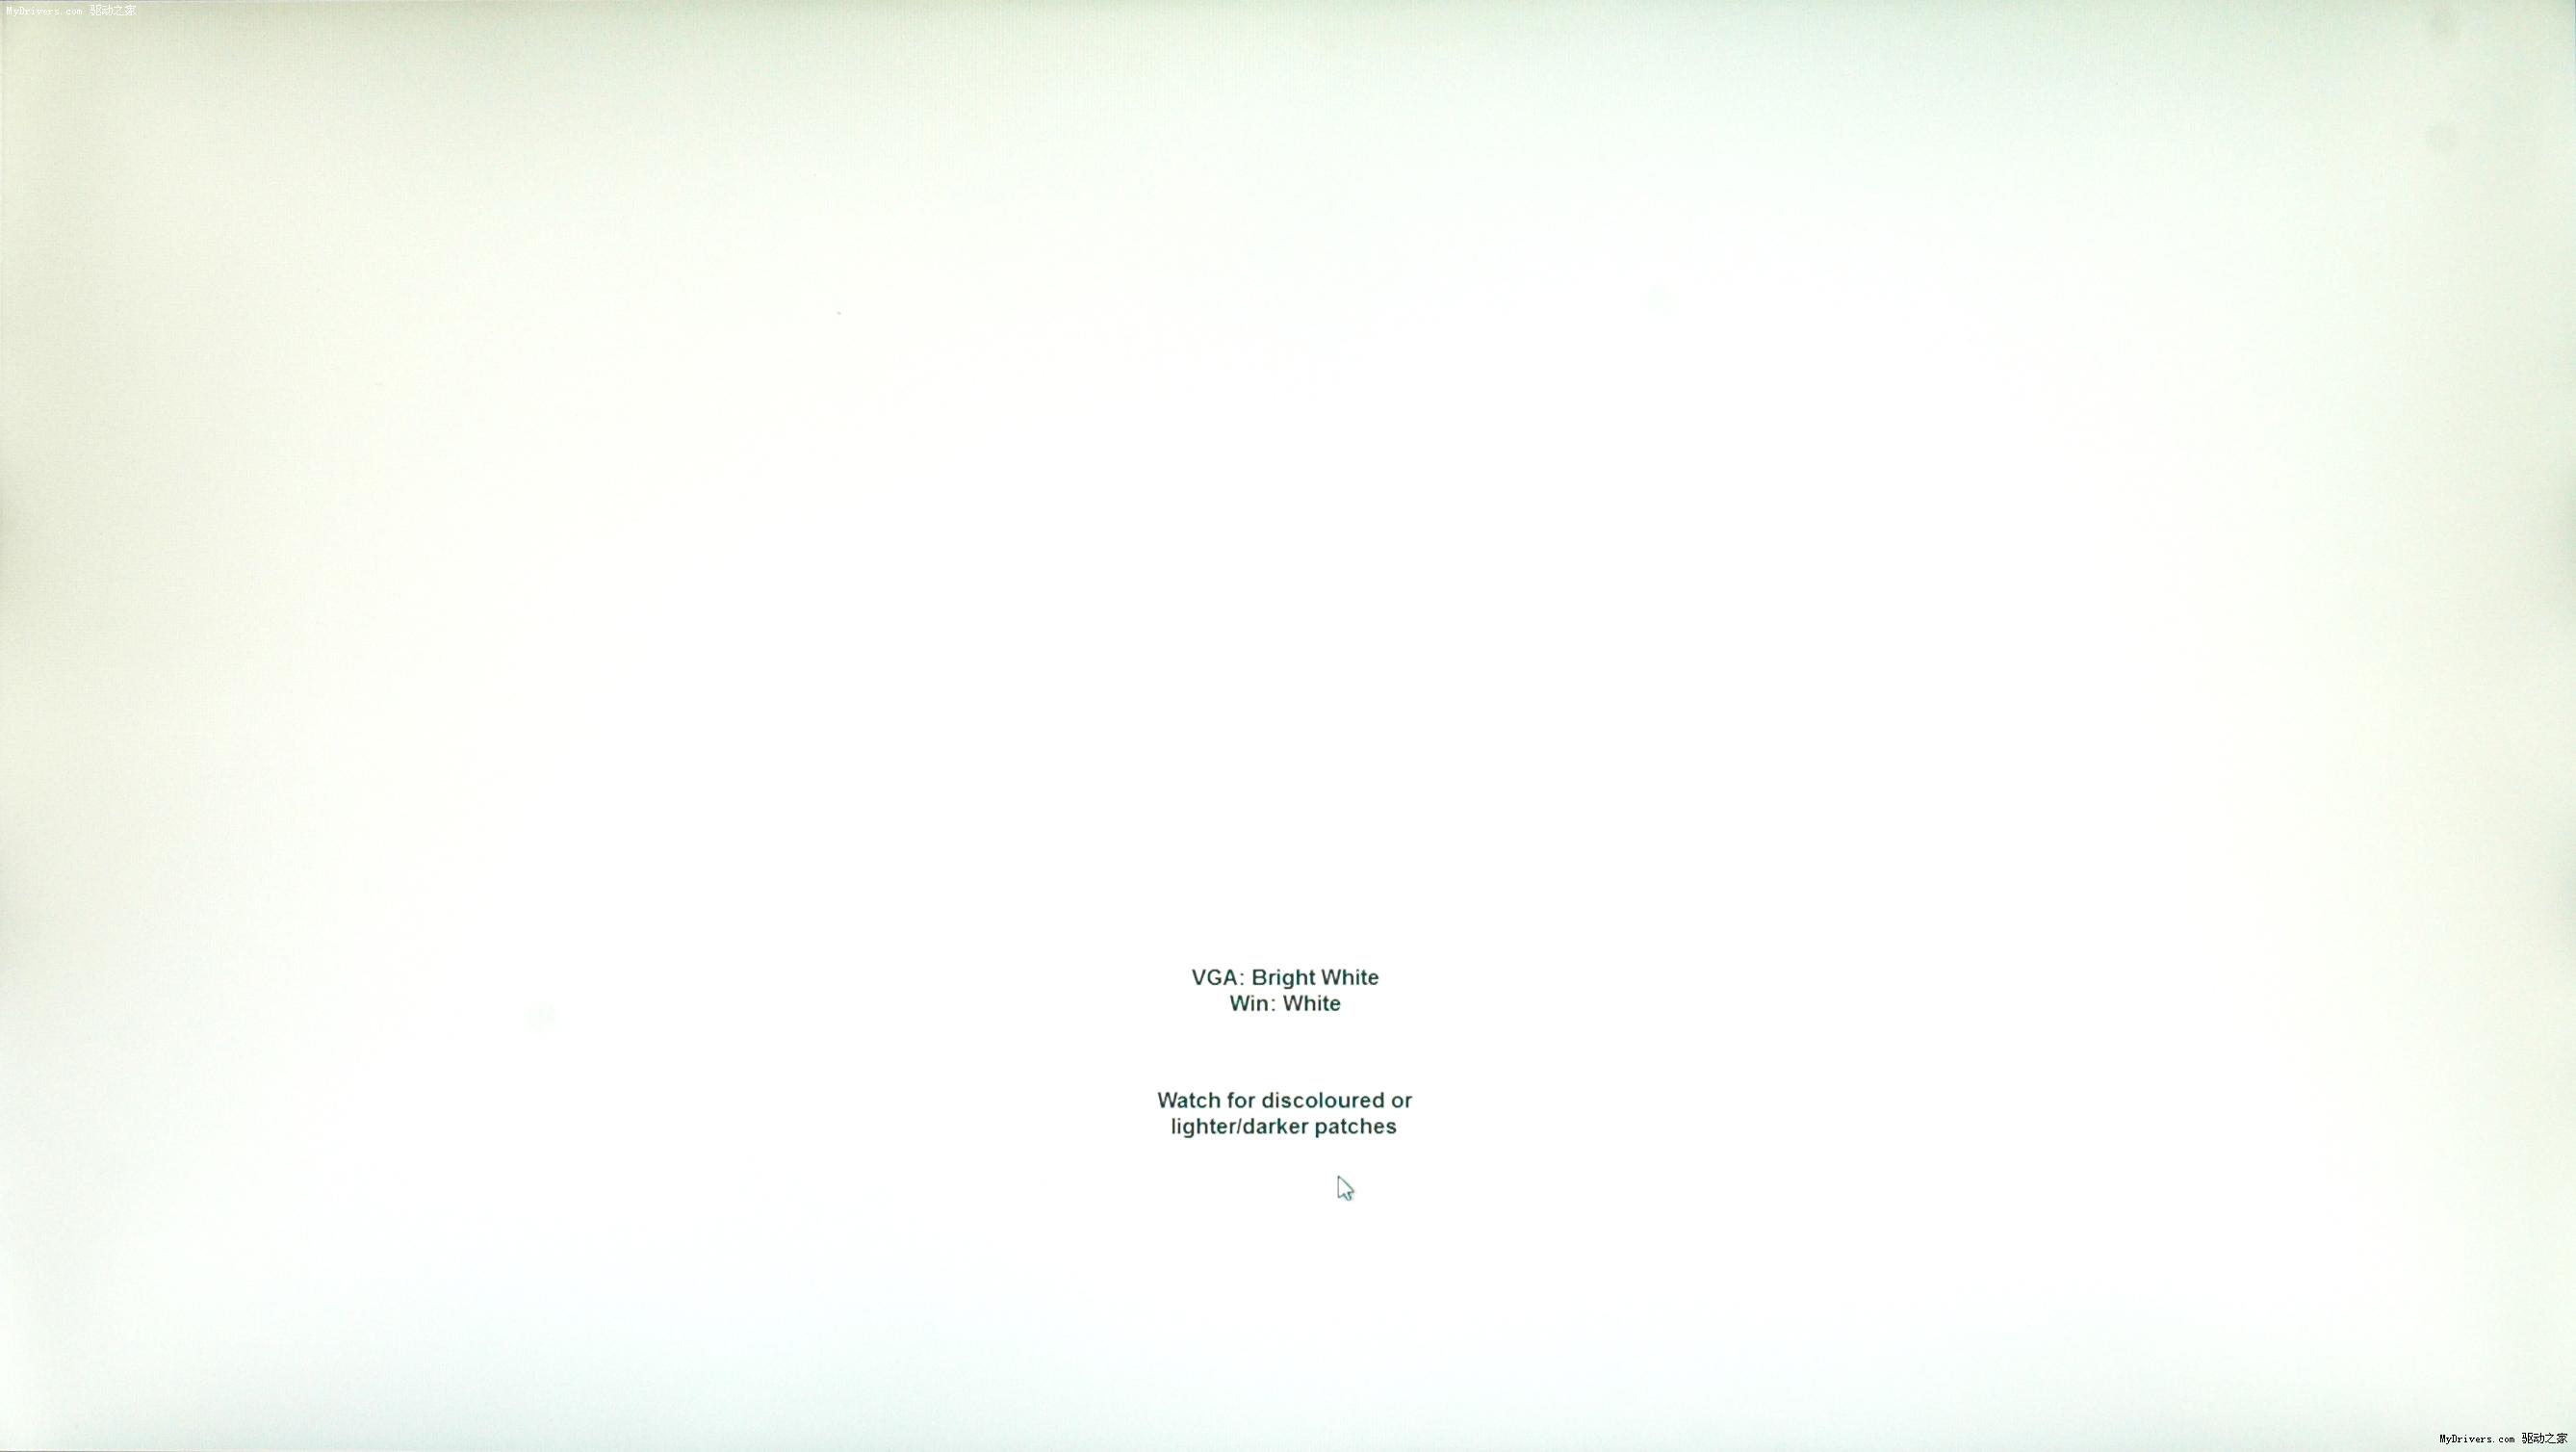 MyDrivers.com 驱动之家
VGA: Bright White
Win: White
Watch for discoloured or
lighter/darker patches
MyDrivers.com 驱动之家